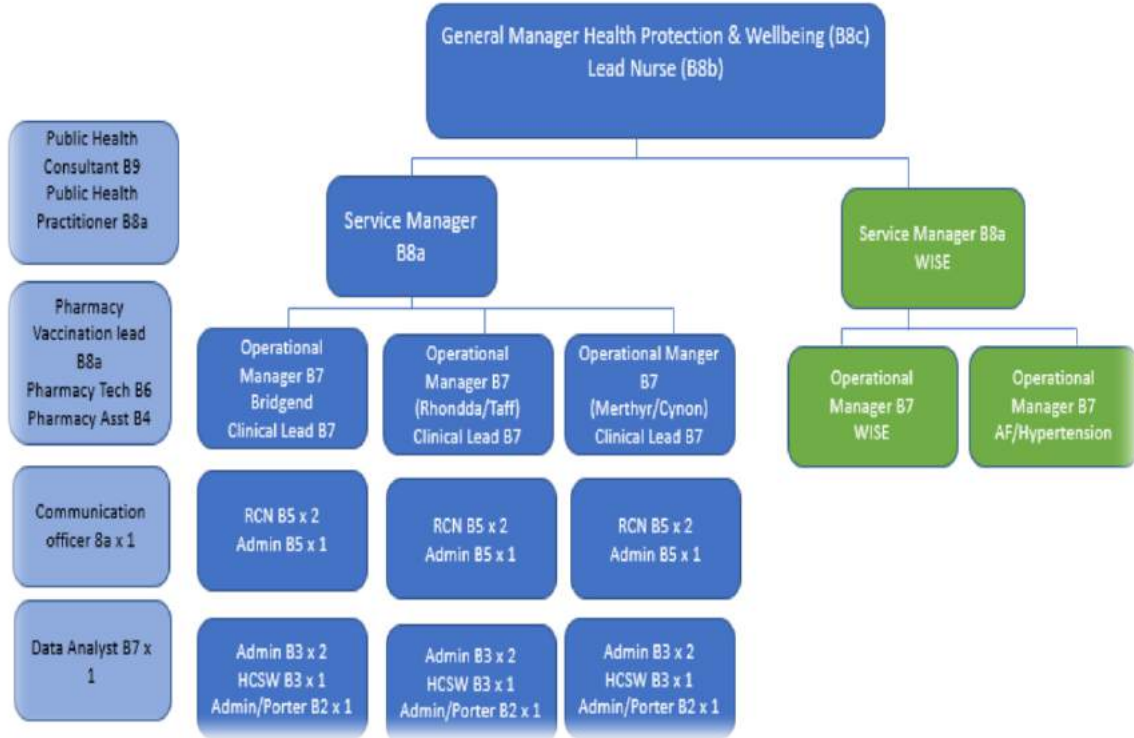 General Manager Health Protection & Wellbeing (B8c)
Lead Nurse (B8b)
Public Health
Consultant B9
Public Health
Practitioner B8a
Service Manager
B8a
Service Manager B8a
WISE
Pharmacy
Vaccination lead
B8a
Pharmacy Tech B6
Pharmacy Asst B4
Operational
Manager B7
Bridgend
Clinical Lead B7
Operational
Manager B7
(Rhondda/Taff)
Clinical Lead B7
Operational Manger
B7
(Merthyr/Cynon)
Clinical Lead B7
Operational
Manager B7
WISE
Operational
Manager B7
AF/Hypertension
Communication
officer 8a x 1
RCN B5 x 2
Admin B5 x 1
RCN B5 x 2
Admin B5 x 1
RCN B5 x 2
Admin B5 x 1
Data Analyst B7 x
1
Admin B3 x 2
HCSW B3 x 1
Admin/Porter B2 x 1
Admin B3 x 2
HCSW B3 x 1
Admin/Porter B2 x 1
Admin B3 x 2
HCSW B3 x 1
Admin/Porter B2 x 1